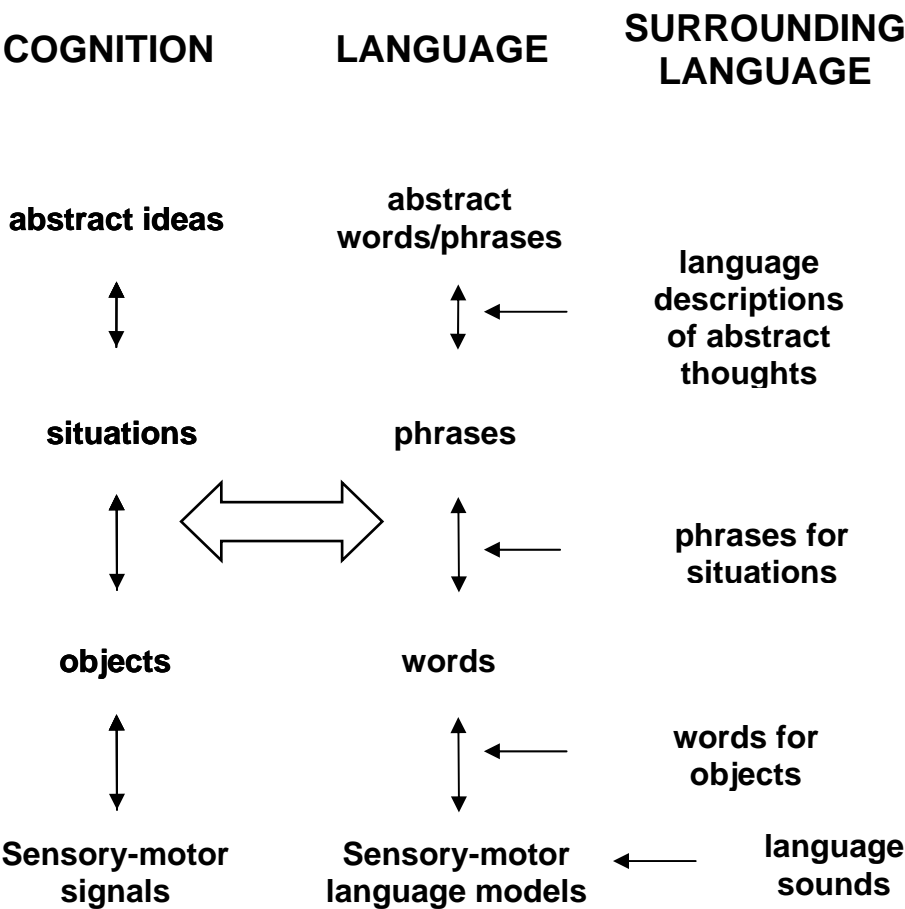 COGNITION
LANGUAGE
SURROUNDING
LANGUAGE
abstract ideas
abstract
words/phrases
language
descriptions
of abstract
thoughts
situations
phrases
phrases for
situations
objects
words
words for
objects
Sensory-motor
signals
Sensory-motor
language models
language
sounds